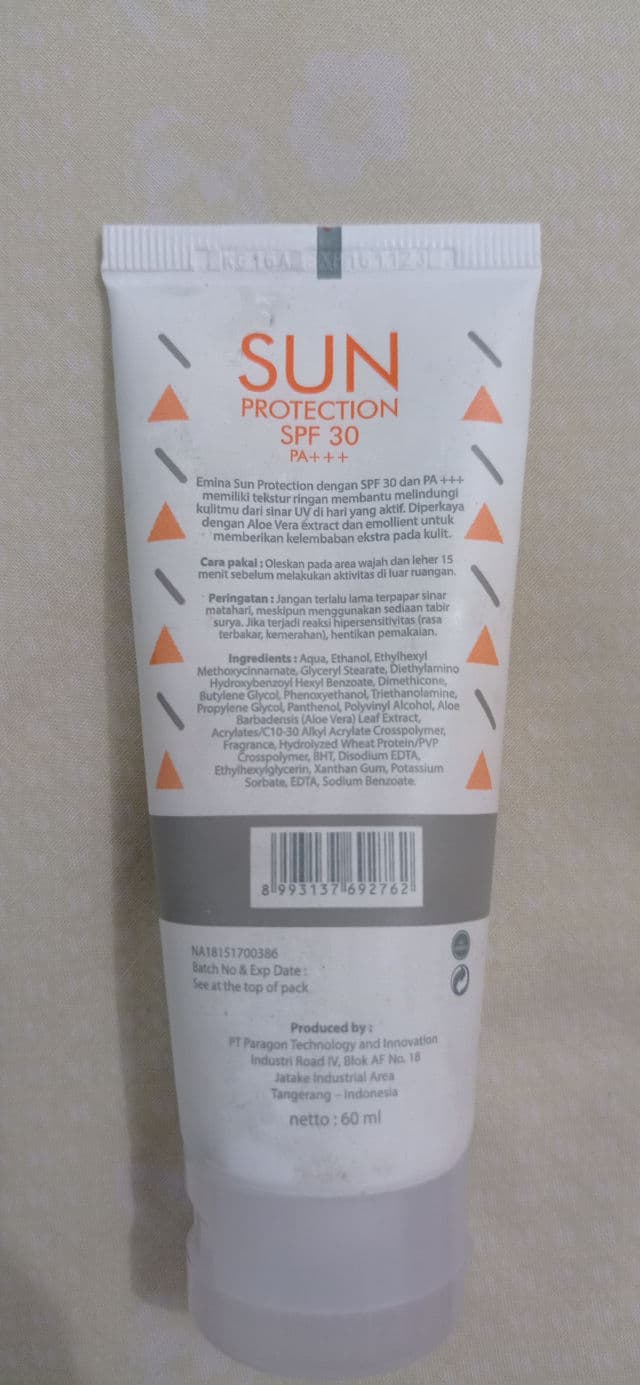 SUN
PROTECTION
SPF 30
PA+++
Emina Sun Protection dengan SPF 30 dan PA +++
memiliki tekstur ringan membantu melindungi
kulitmu dari sinar UV di hari yang aktif. Diperkaya
dengan Aloe Vera extract dan emollient untuk
memberikan kelembaban ekstra pada kulit.
Cara pakai : Oleskan pada area wajah dan leher 15
menit sebelum melakukan aktivitas di luar ruangan.
Peringatan : Jangan terlalu lama terpapar sinar
matahari, meskipun menggunakan sediaan tabir
surya. Jika terjadi reaksi hipersensitivitas (rasa
terbakar, kemerahan), hentikan pemakaian.
Ingredients : Aqua, Ethanol, Ethylhexyl
Methoxycinnamate, Glyceryl Stearate, Diethylamino
Hydroxybenzoyl Hexyl Benzoate, Dimethicone,
Butylene Glycol, Phenoxyethanol, Triethanolamine,
Propylene Glycol, Panthenol, Polyvinyl Alcohol, Aloe
Barbadensis (Aloe Vera) Leaf Extract,
Acrylates/C10-30 Alkyl Acrylate Crosspolymer,
Fragrance, Hydrolyzed Wheat Protein/PVP
Crosspolymer, BHT, Disodium EDTA,
Ethylhexylglycerin, Xanthan Gum, Potassium
Sorbate, EDTA, Sodium Benzoate.
8 993137 692762
NA18151700386
Batch No & Exp Date :
See at the top of pack
Produced by :
PT Paragon Technology and Innovation
Industri Road IV, Blok AF No. 18
Jatake Industrial Area
Tangerang – Indonesia
netto : 60 ml